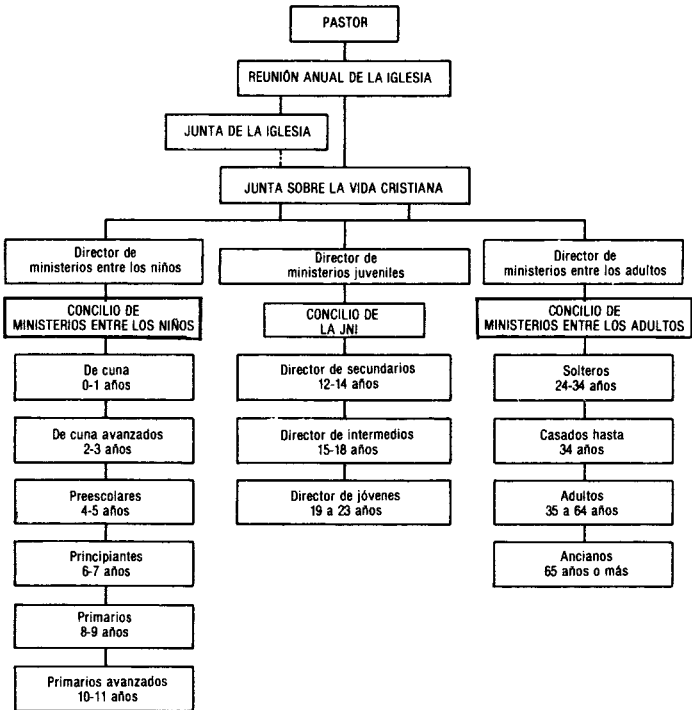 PASTOR
REUNIÓN ANUAL DE LA IGLESIA
JUNTA DE LA IGLESIA
JUNTA SOBRE LA VIDA CRISTIANA
Director de
ministerios entre los niños
CONCILIO DE
MINISTERIOS ENTRE LOS NIÑOS
De cuna
0-1 años
De cuna avanzados
2-3 años
Preescolares
4-5 años
Principiantes
6-7 años
Primarios
8-9 años
Primarios avanzados
10-11 años
Director de
ministerios juveniles
CONCILIO DE
LA JNI
Director de secundarios
12-14 años
Director de intermedios
15-18 años
Director de jóvenes
19 a 23 años
Director de
ministerios entre los adultos
CONCILIO DE
MINISTERIOS ENTRE LOS ADULTOS
Solteros
24-34 años
Casados hasta
34 años
Adultos
35 a 64 años
Ancianos
65 años o más